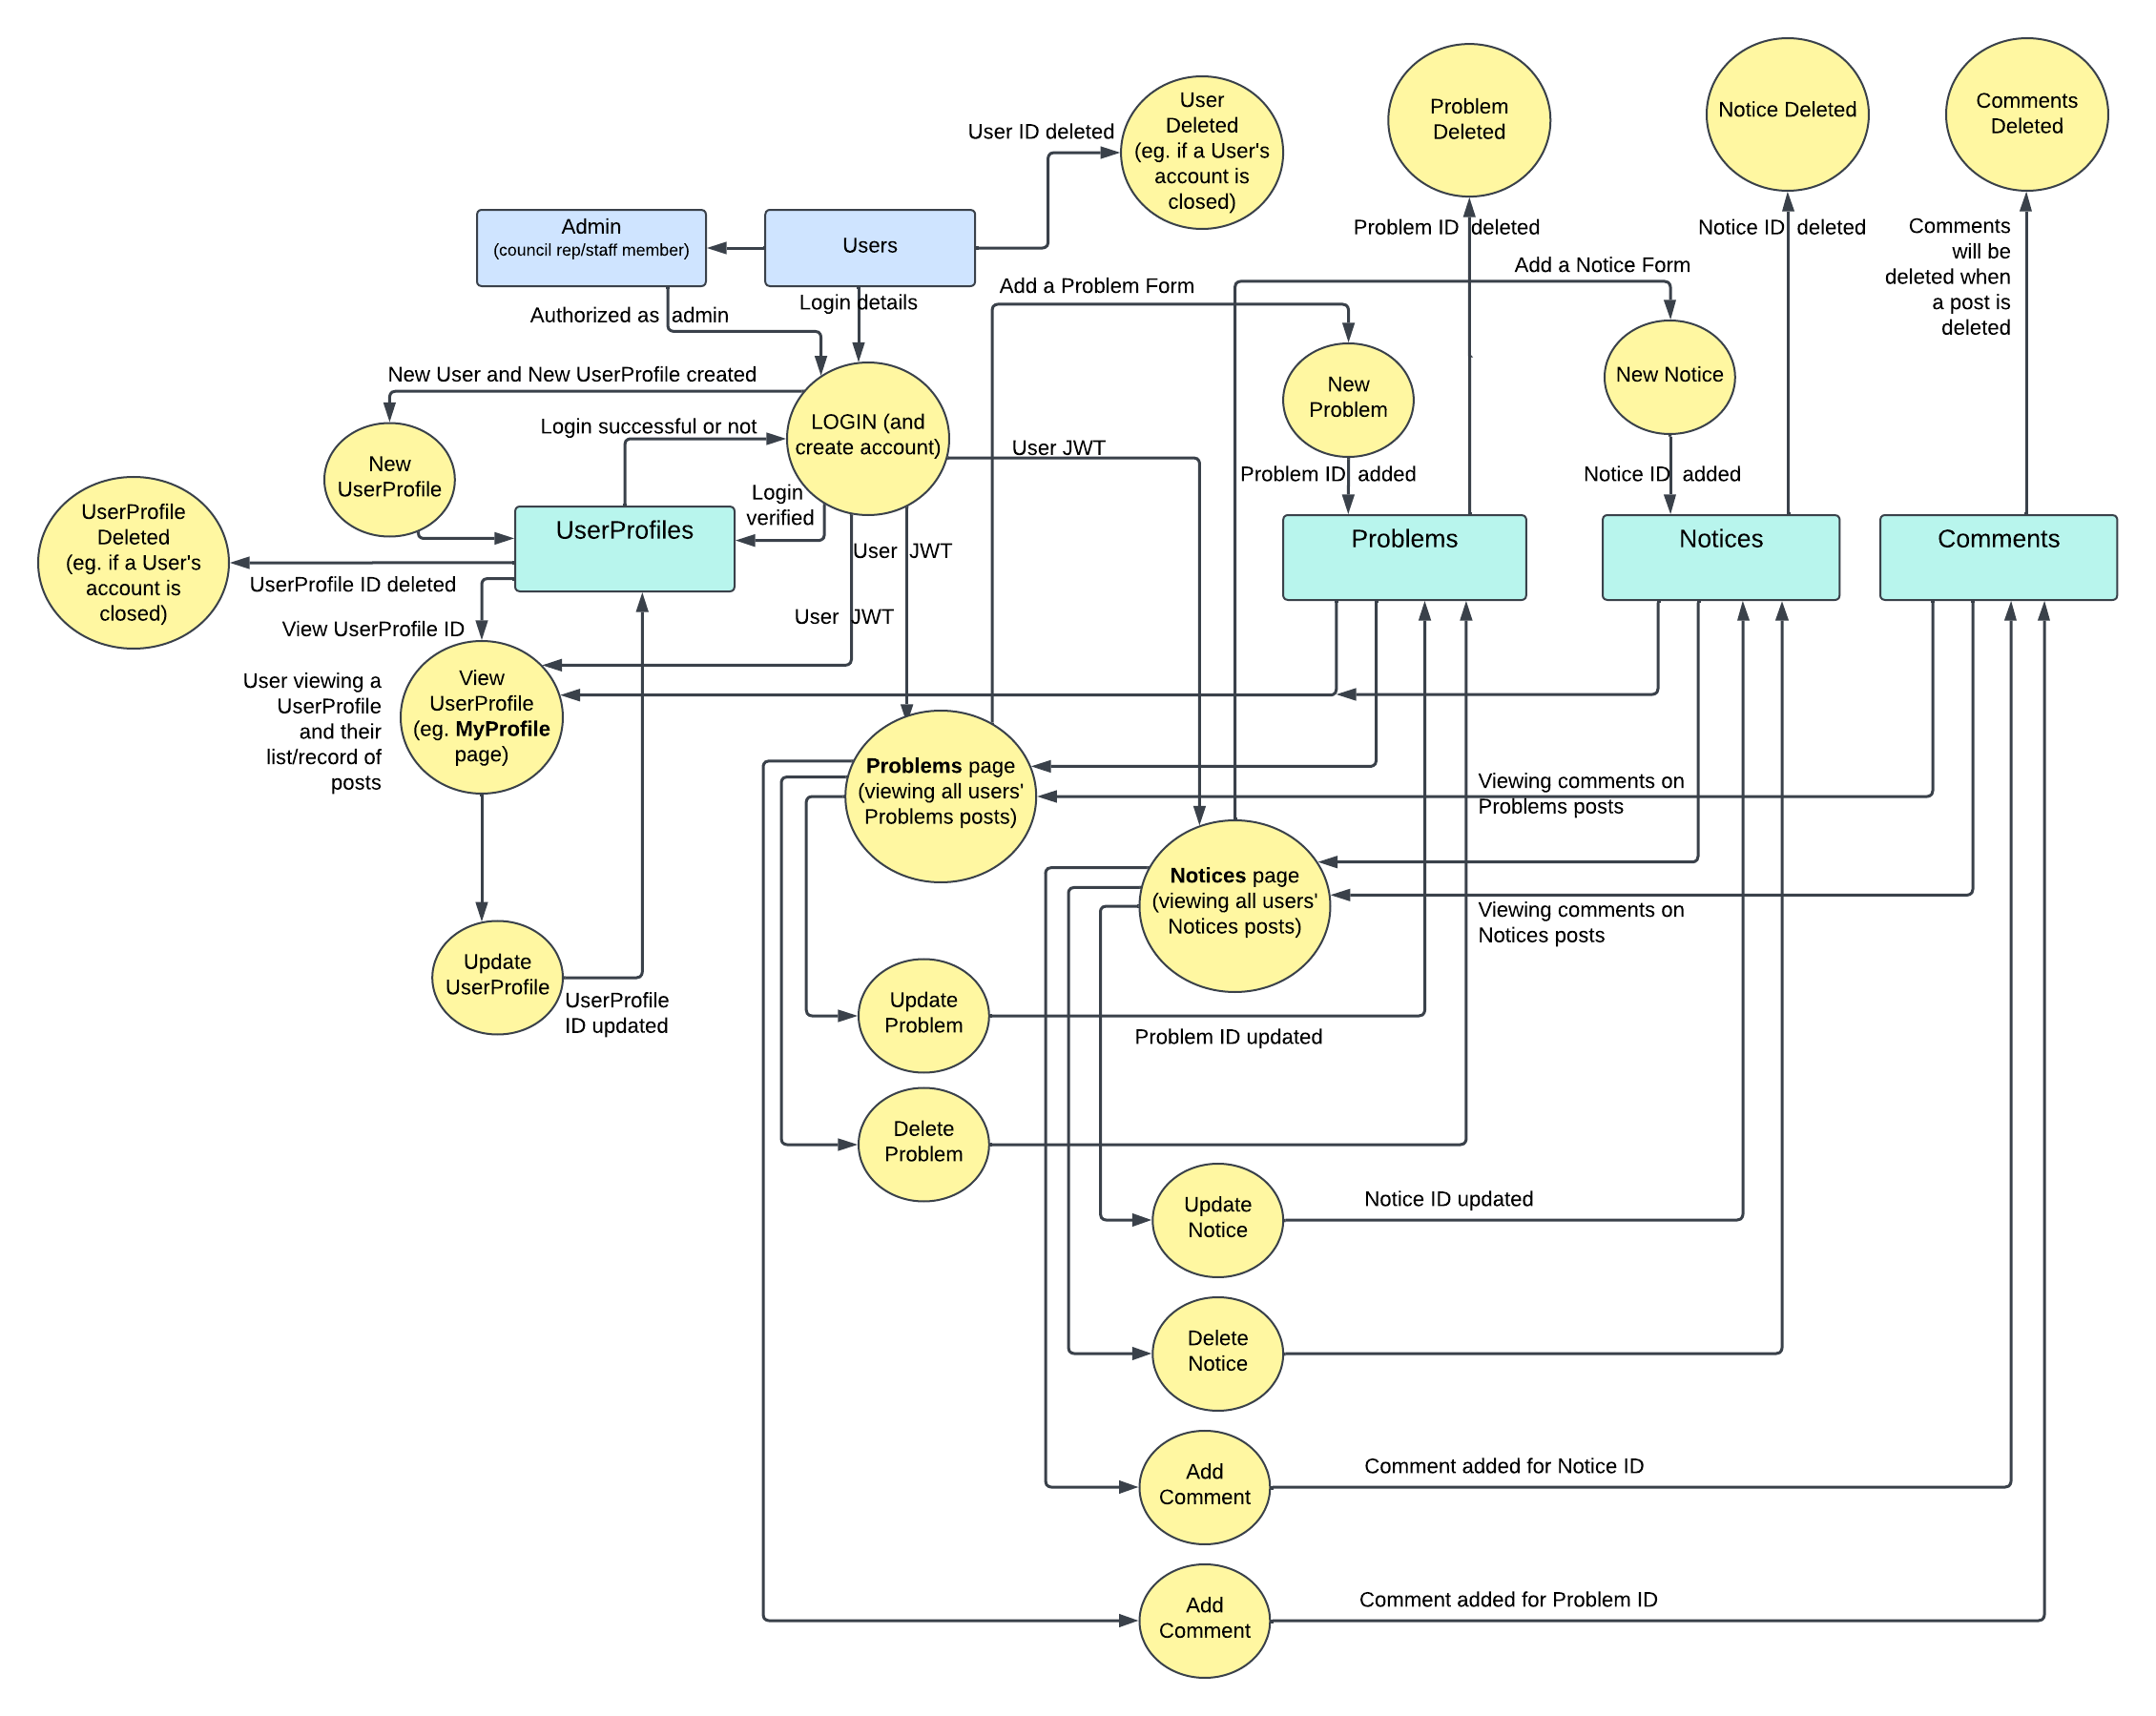 User
Deleted
(eg. if a User's
account is
closed)
Problem
Deleted
Notice Deleted
Comments
Deleted
User ID deleted
Admin
(council rep/staff member)
Users
Problem ID deleted
Notice ID deleted
Comments
will be
deleted when
a post is
deleted
Authorized as admin
Login details
Add a Problem Form
Add a Notice Form
New User and New UserProfile created
Login successful or not
LOGIN (and
create account)
User JWT
New
Problem
New Notice
New
UserProfile
Login
verified
Problem ID added
Notice ID added
UserProfile
Deleted
(eg. if a User's
account is
closed)
UserProfiles
User JWT
Problems
Notices
Comments
UserProfile ID deleted
User JWT
View UserProfile ID
User viewing a
UserProfile
and their
list/record of
posts
View
UserProfile
(eg. MyProfile
page)
Problems page
(viewing all users'
Problems posts)
Viewing comments on
Problems posts
Notices page
(viewing all users'
Notices posts)
Viewing comments on
Notices posts
Update
UserProfile
UserProfile
ID updated
Update
Problem
Problem ID updated
Delete
Problem
Update
Notice
Notice ID updated
Delete
Notice
Add
Comment
Comment added for Notice ID
Add
Comment
Comment added for Problem ID